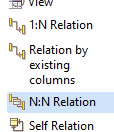 View
1:N Relation
Relation by
existing
columns
N:N Relation
Self Relation